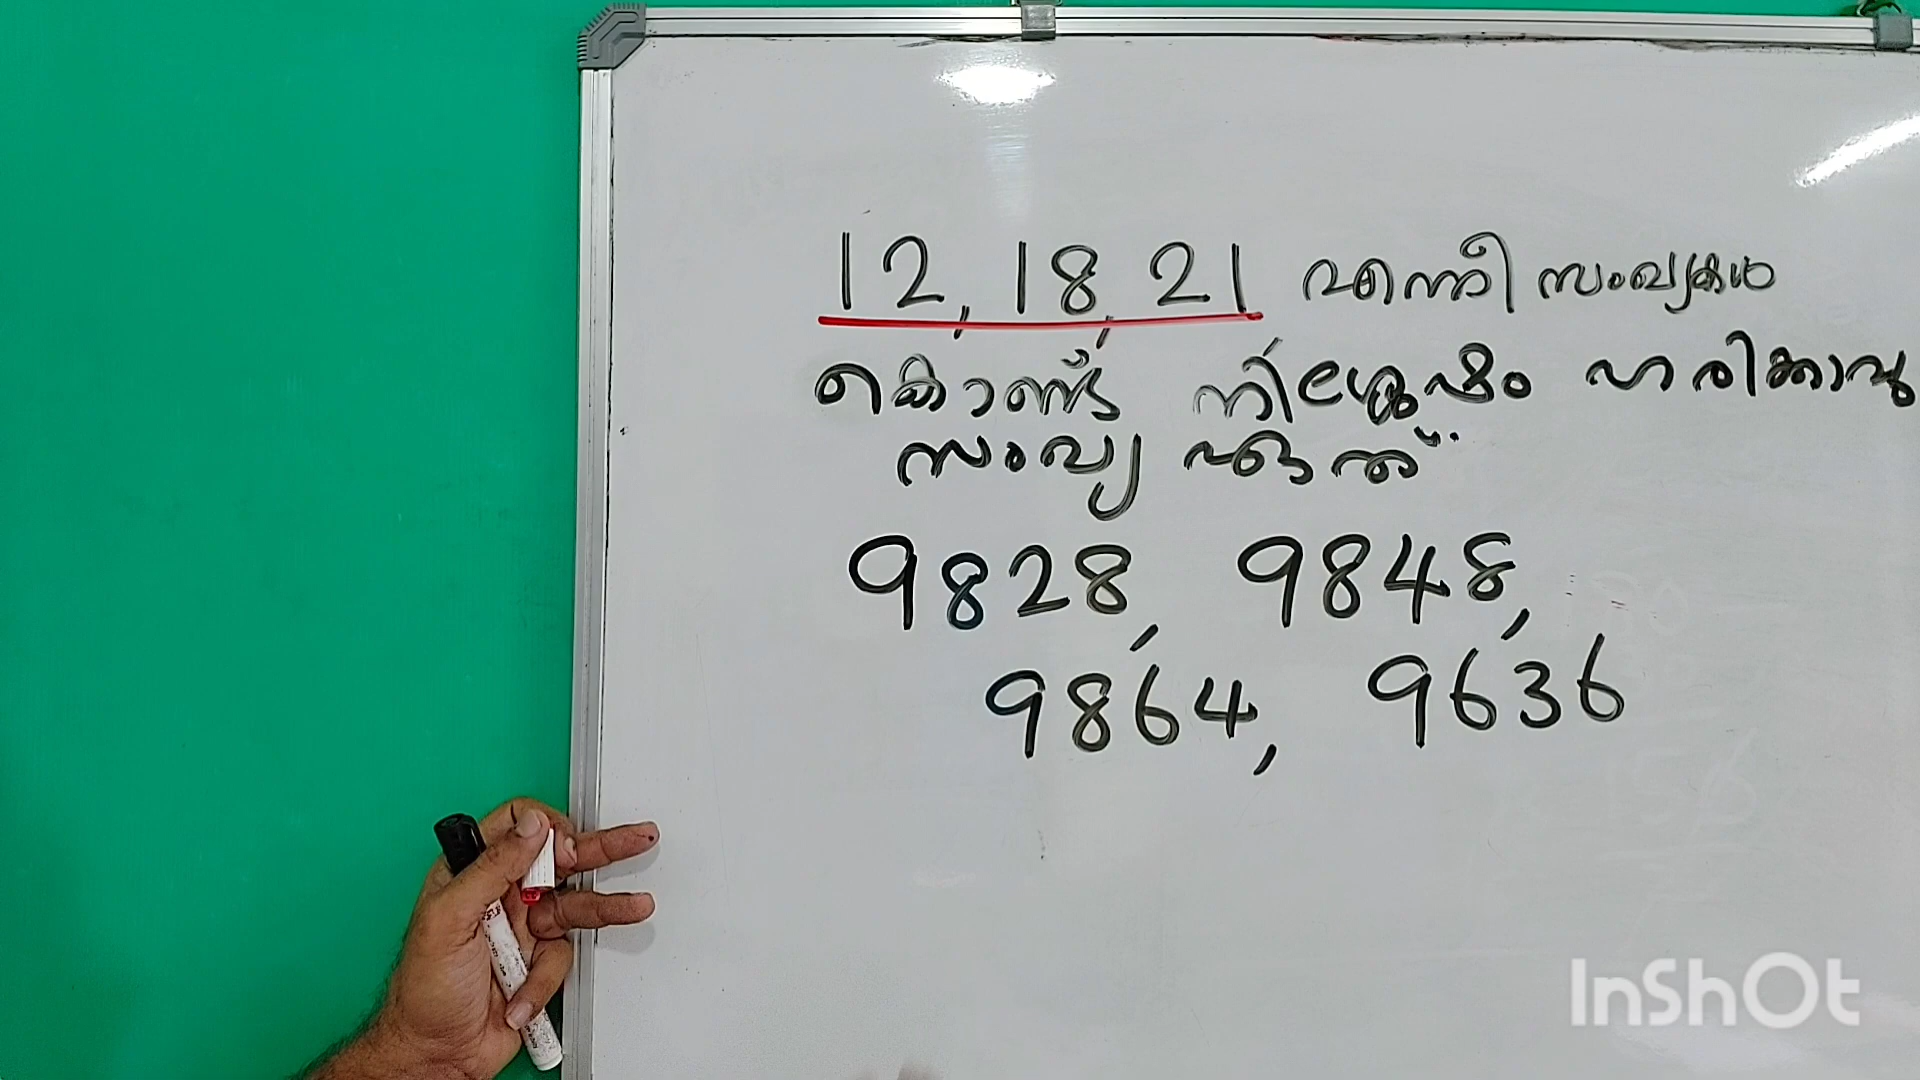 12, 18, 21 എന്നീ സംഖ്യകൾ
കൊണ്ട് നിശ്ശേഷം ഹരിക്കാവു
സംഖ്യ ഏത്
9828, 9848,
9864, 9636
InShOt